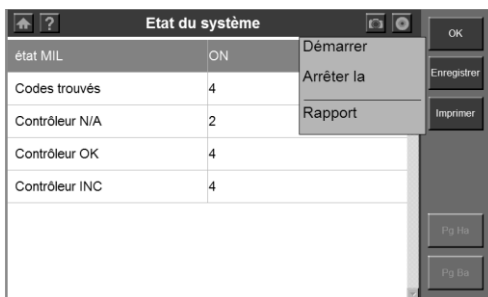 Etat du système
OK
état MIL ON
Démarrer
Arrêter la
Enregistrer
Codes trouvés 4
Rapport
Imprimer
Contrôleur N/A 2
Contrôleur OK 4
Contrôleur INC 4
Pg Ha
Pg Ba